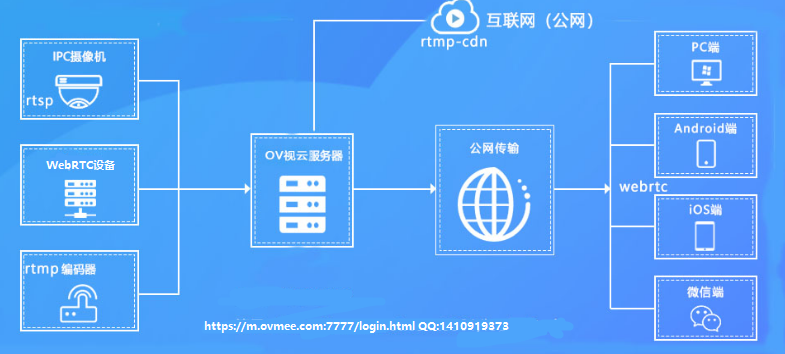 互联网（公网）
rtmp-cdn
IPC摄像机
rtsp
WebRTC设备
rtmp 编码器
OV视云服务器
公网传输
webrtc
PC端
Android端
iOS端
微信端
https://m.ovmee.com:7777/login.html QQ:1410919373